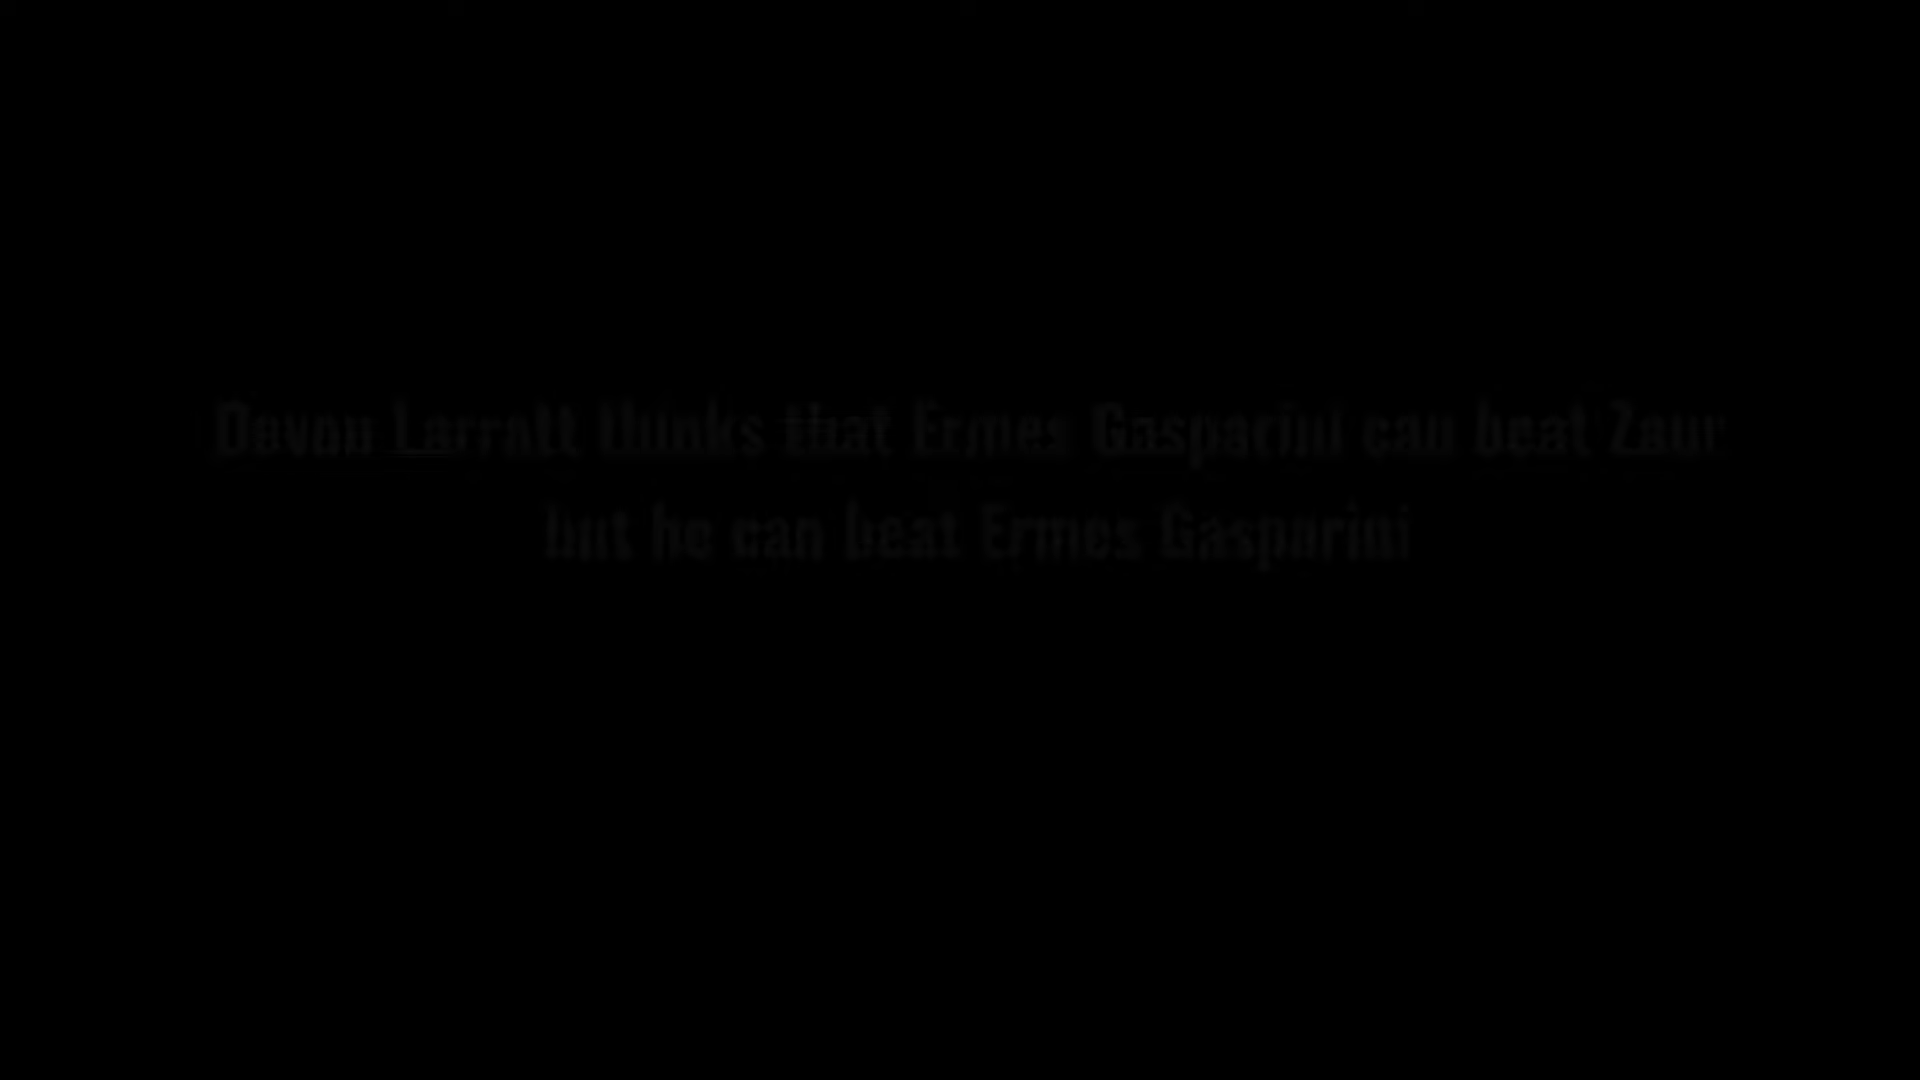 Devon Larratt thinks that Ermes Gasparini can beat Zaur
but he can beat Ermes Gasparini